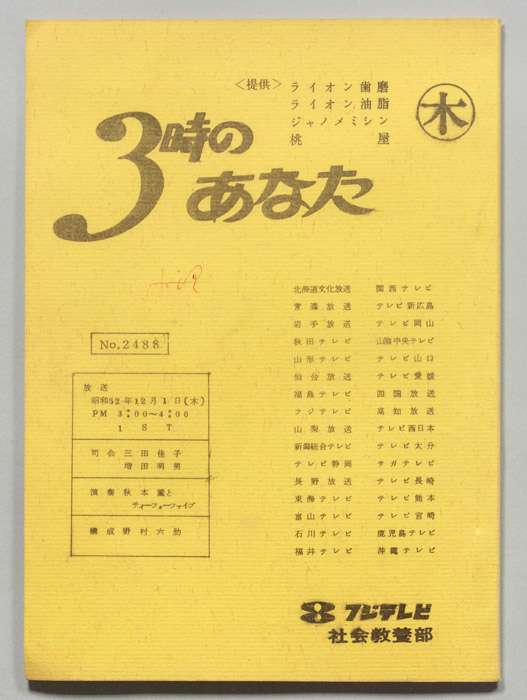 <提供> ライオン歯磨
ライオン油脂
ジャノメミシン
桃屋
木
3時の
あなた
北海道文化放送 関西テレビ
青森放送 テレビ新広島
岩手放送 テレビ岡山
秋田テレビ 山陰中央テレビ
山形テレビ テレビ山口
仙台放送 テレビ愛媛
福島テレビ 四国放送
フジテレビ 高知放送
山梨放送 テレビ西日本
新潟総合テレビ テレビ大分
テレビ静岡 サガテレビ
長野放送 テレビ長崎
東海テレビ テレビ熊本
富山テレビ テレビ宮崎
石川テレビ 鹿児島テレビ
福井テレビ 沖縄テレビ
No.2488
放送
昭和52年12月1日(木)
PM 3:00~4:00
1ST
司会 三田佳子
増田明男
演奏 秋本薫と
ティーフォーファイブ
構成 野村六肋
8 フジテレビ
社会教養部